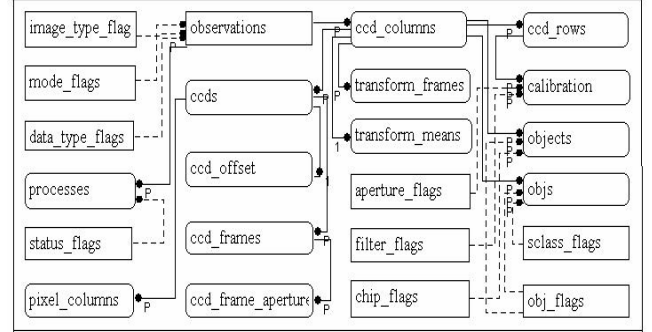 image_type_flag observations ccd_columns ccd_rows
P P P
mode_flags ccds transform_frames calibration
P P P P
data_type_flags transform_means objects
1 P P
processes ccd_offset aperture_flags objs
P 1 P P
status_flags ccd_frames filter_flags sclass_flags
P
pixel_columns ccd_frame_aperture chip_flags obj_flags
P P